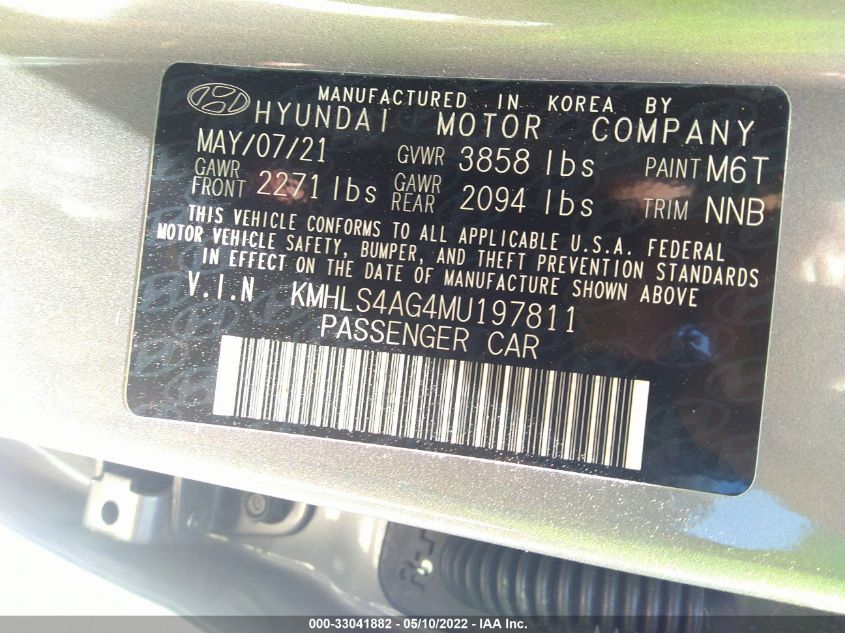 MANUFACTURED IN KOREA BY
HYUNDAI MOTOR COMPANY
MAY/07/21 GVWR 3858 lbs PAINT M6T
GAWR FRONT 2271 lbs GAWR REAR 2094 lbs TRIM NNB
THIS VEHICLE CONFORMS TO ALL APPLICABLE U.S.A. FEDERAL
MOTOR VEHICLE SAFETY, BUMPER, AND THEFT PREVENTION STANDARDS
IN EFFECT ON THE DATE OF MANUFACTURE SHOWN ABOVE
V.I.N KMHLS4AG4MU197811
PASSENGER CAR
000-33041882 - 05/10/2022 - IAA Inc.